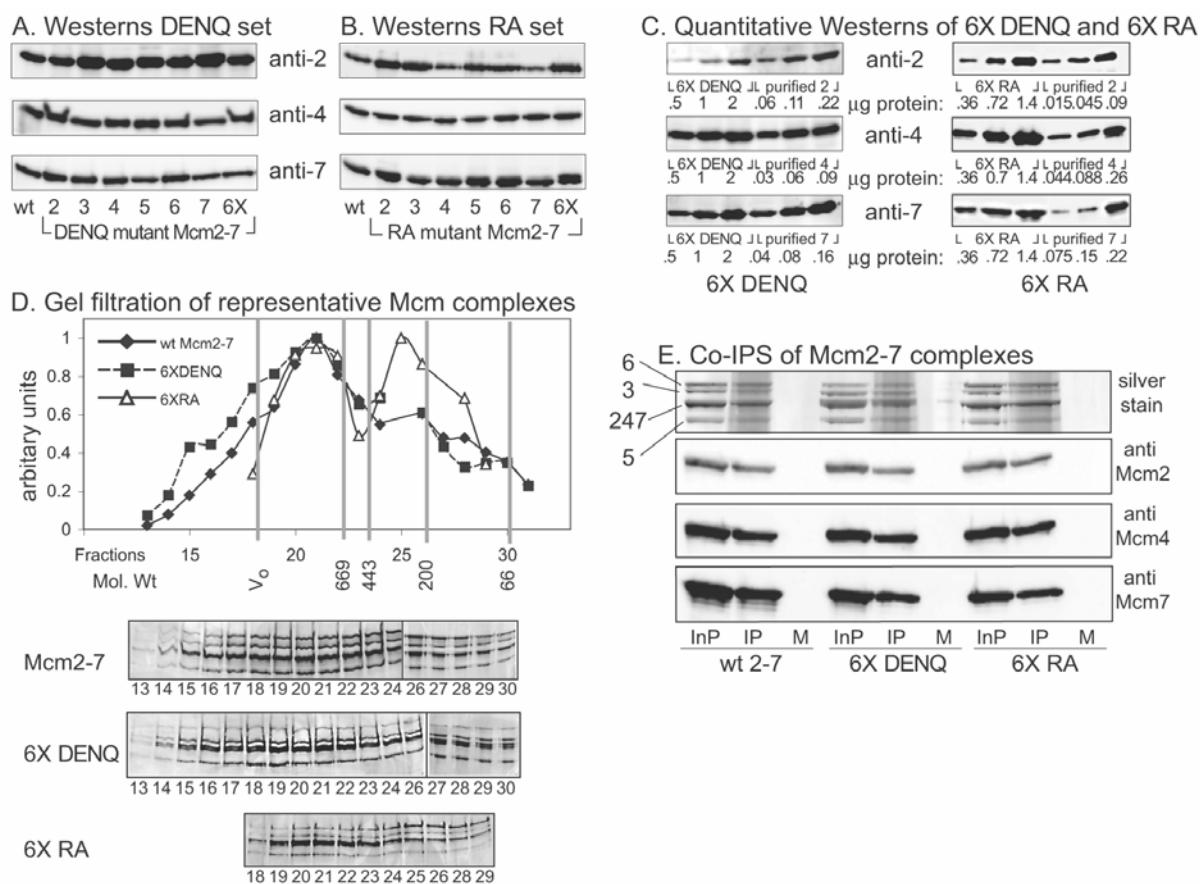 A. Westerns DENQ set
anti-2
anti-4
anti-7
wt 2 3 4 5 6 7 6X
DENQ mutant Mcm2-7
B. Westerns RA set
wt 2 3 4 5 6 7 6X
RA mutant Mcm2-7
C. Quantitative Westerns of 6X DENQ and 6X RA
anti-2
L 6X DENQ ⅃L purified 2 ⅃
.5 1 2 .06 .11 .22
μg protein:
L 6X RA ⅃ L purified 2 ⅃
.36 .72 1.4 .015 .045 .09
anti-4
L 6X DENQ ⅃L purified 4 ⅃
.5 1 2 .03 .06 .09
μg protein:
L 6X RA ⅃ L purified 4 ⅃
.36 0.7 1.4 .044 .088 .26
anti-7
L 6X DENQ ⅃ L purified 7 ⅃
.5 1 2 .04 .08 .16
μg protein:
L 6X RA ⅃ L purified 7 ⅃
.36 .72 1.4 .075 .15 .22
6X DENQ
6X RA
D. Gel filtration of representative Mcm complexes
arbitary units
1
0.8
0.6
0.4
0.2
0
wt Mcm2-7
6XDENQ
6XRA
Fractions 15 20 25 30
Mol. Wt Vo 669 443 200 66
Mcm2-7
13 14 15 16 17 18 19 20 21 22 23 24 26 27 28 29 30
6X DENQ
13 14 15 16 17 18 19 20 21 22 23 24 25 26 27 28 29 30
6X RA
18 19 20 21 22 23 24 25 26 27 28 29
E. Co-IPS of Mcm2-7 complexes
6
3
247
5
silver
stain
anti
Mcm2
anti
Mcm4
anti
Mcm7
InP IP M InP IP M InP IP M
wt 2-7 6X DENQ 6X RA